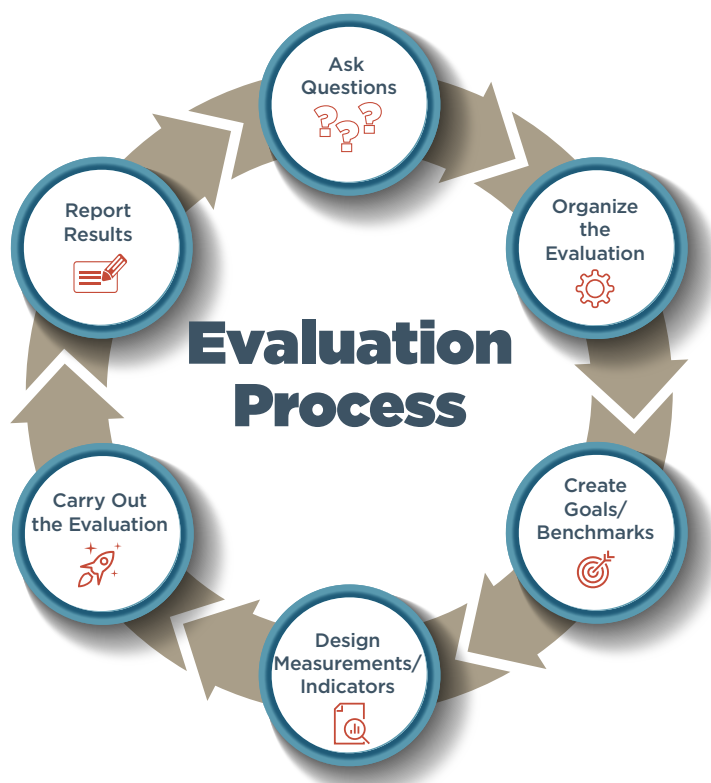 Ask
Questions
Organize
the
Evaluation
Create
Goals/
Benchmarks
Design
Measurements/
Indicators
Carry Out
the Evaluation
Report
Results
Evaluation
Process